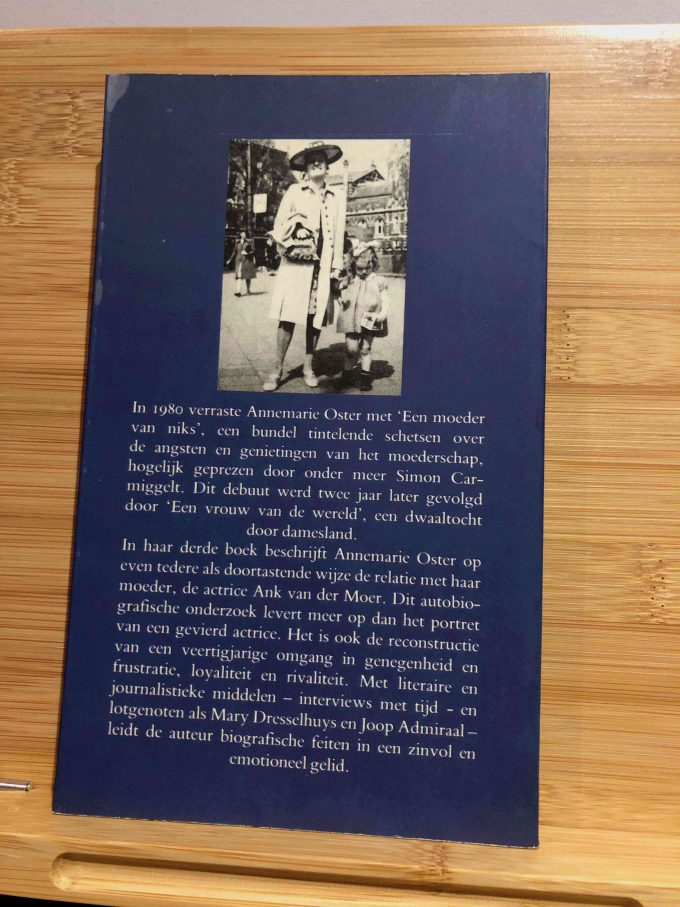 In 1980 verraste Annemarie Oster met ‘Een moeder
van niks’, een bundel tintelende schetsen over
de angsten en genietingen van het moederschap,
hogelijk geprezen door onder meer Simon Car-
miggelt. Dit debuut werd twee jaar later gevolgd
door ‘Een vrouw van de wereld’, een dwaaltocht
door damesland.
In haar derde boek beschrijft Annemarie Oster op
even tedere als doortastende wijze de relatie met haar
moeder, de actrice Ank van der Moer. Dit autobio-
grafische onderzoek levert meer op dan het portret
van een gevierd actrice. Het is ook de reconstructie
van een veertigjarige omgang in genegenheid en
frustratie, loyaliteit en rivaliteit. Met literaire en
journalistieke middelen – interviews met tijd - en
lotgenoten als Mary Dresselhuys en Joop Admiraal –
leidt de auteur biografische feiten in een zinvol en
emotioneel gelid.